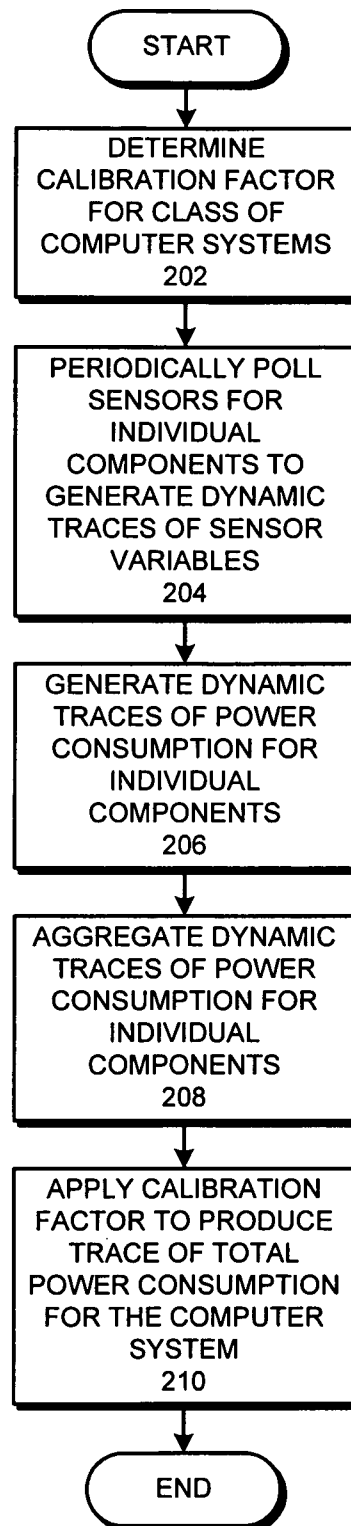 START
DETERMINE
CALIBRATION FACTOR
FOR CLASS OF
COMPUTER SYSTEMS
202
PERIODICALLY POLL
SENSORS FOR
INDIVIDUAL
COMPONENTS TO
GENERATE DYNAMIC
TRACES OF SENSOR
VARIABLES
204
GENERATE DYNAMIC
TRACES OF POWER
CONSUMPTION FOR
INDIVIDUAL
COMPONENTS
206
AGGREGATE DYNAMIC
TRACES OF POWER
CONSUMPTION FOR
INDIVIDUAL
COMPONENTS
208
APPLY CALIBRATION
FACTOR TO PRODUCE
TRACE OF TOTAL
POWER CONSUMPTION
FOR THE COMPUTER
SYSTEM
210
END